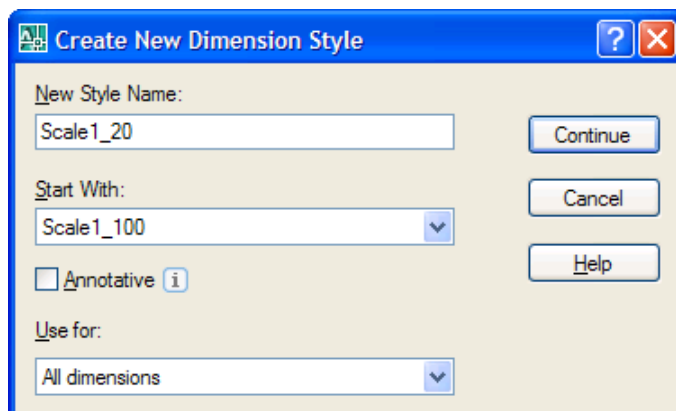 Create New Dimension Style
New Style Name:
Scale1_20
Continue
Start With:
Cancel
Scale1_100
Annotative
Help
Use for:
All dimensions